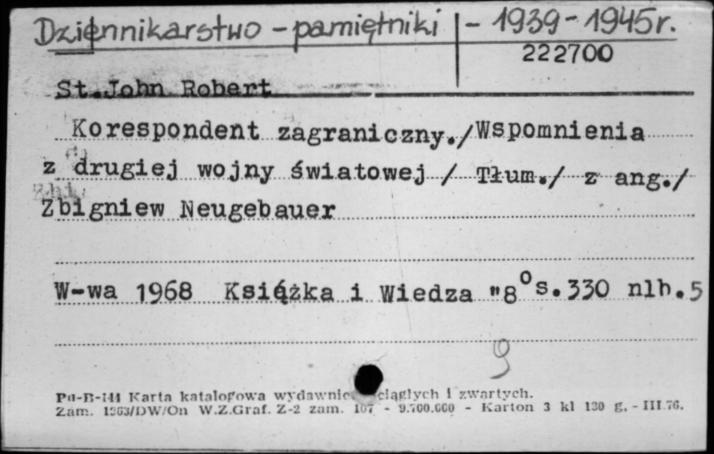 Dziennikarstwo - pamiętniki - 1939-1945r.
222700
St.John Robert
Korespondent zagraniczny./Wspomnienia
z drugiej wojny światowej / Tłum./ z ang./
Zbigniew Neugebauer
W-wa 1968 Książka i Wiedza "8° s.330 nlb.5
9
Pu-B-141 Karta katalogowa wydawnic ciągłych i zwartych.
Zam. 1563/DW/On W.Z.Graf. Z-2 zam. 107 - 9.700.000 - Karton 3 kl 130 g. - III.76.